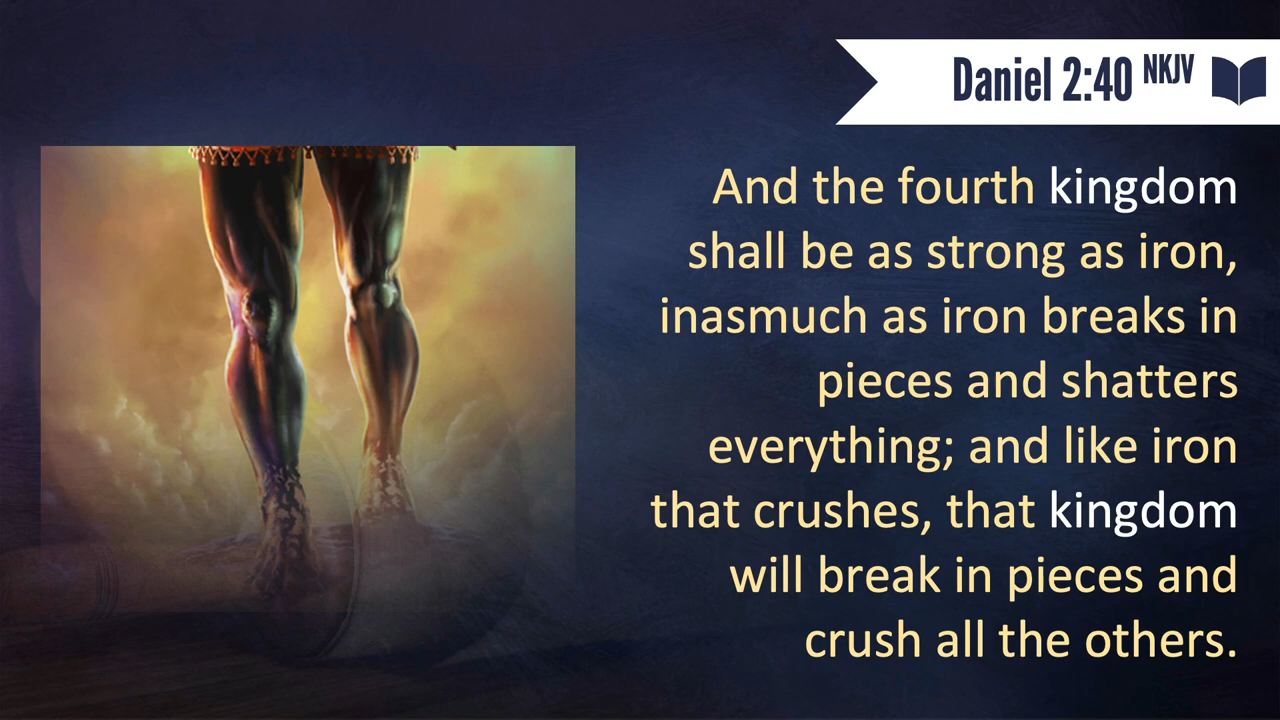 Daniel 2:40 NKJV
And the fourth kingdom
shall be as strong as iron,
inasmuch as iron breaks in
pieces and shatters
everything; and like iron
that crushes, that kingdom
will break in pieces and
crush all the others.